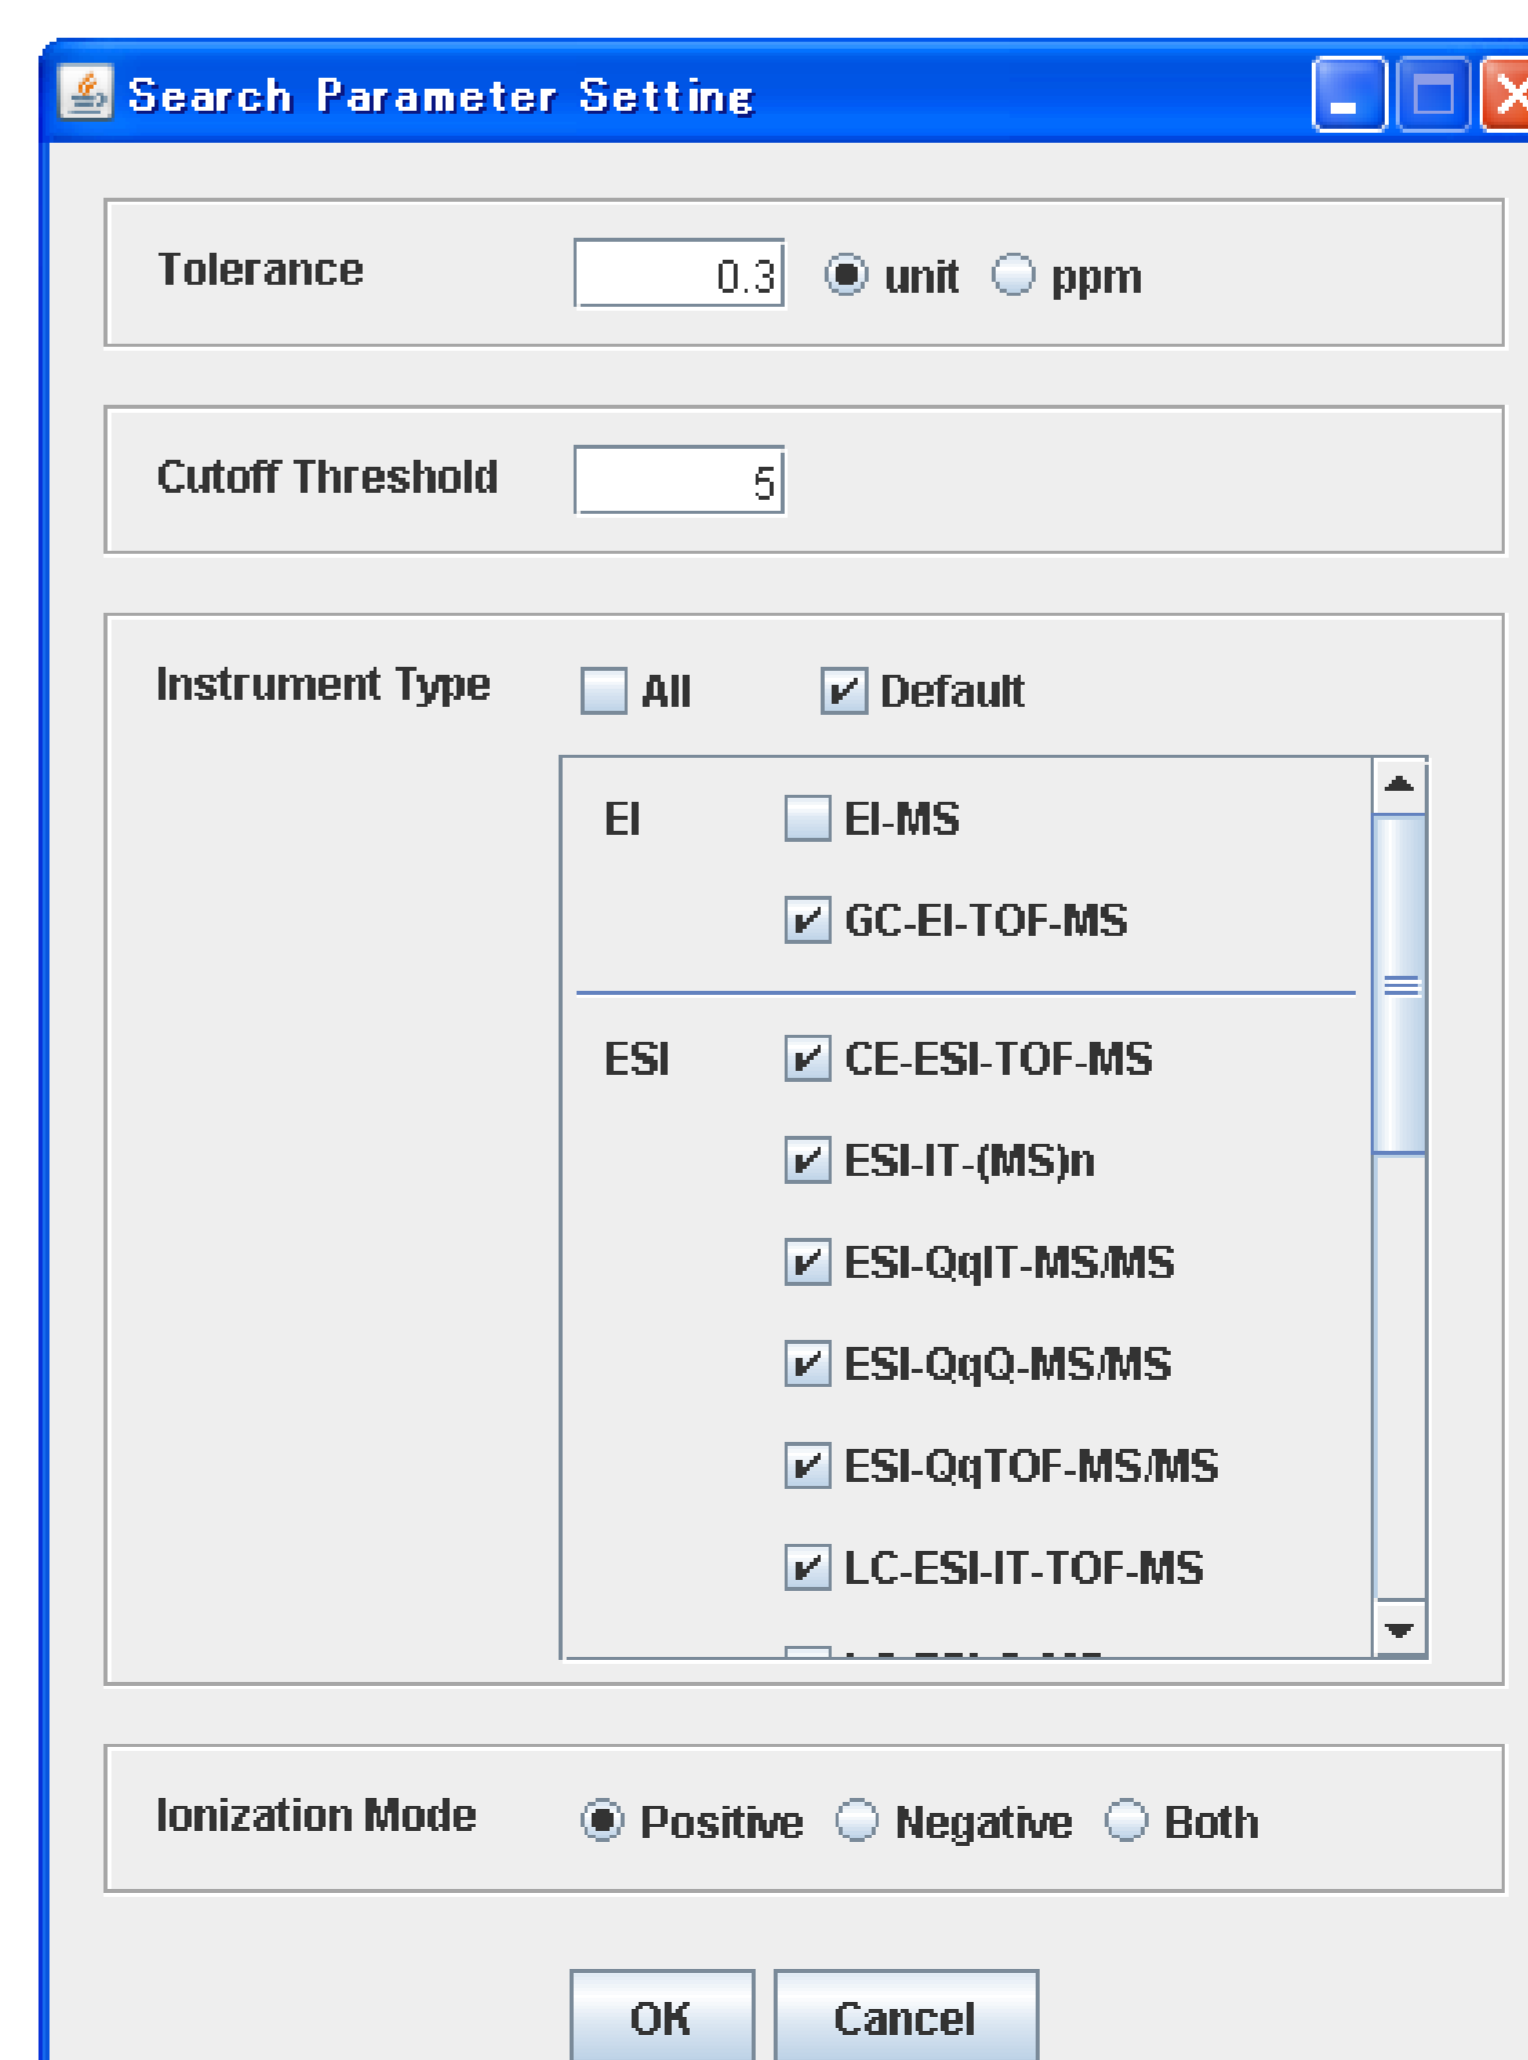 Search Parameter Setting
Tolerance 0.3 unit ppm
Cutoff Threshold 5
Instrument Type All Default
EI EI-MS
GC-EI-TOF-MS
ESI CE-ESI-TOF-MS
ESI-IT-(MS)n
ESI-QqIT-MS/MS
ESI-QqQ-MS/MS
ESI-QqTOF-MS/MS
LC-ESI-IT-TOF-MS
Ionization Mode Positive Negative Both
OK Cancel